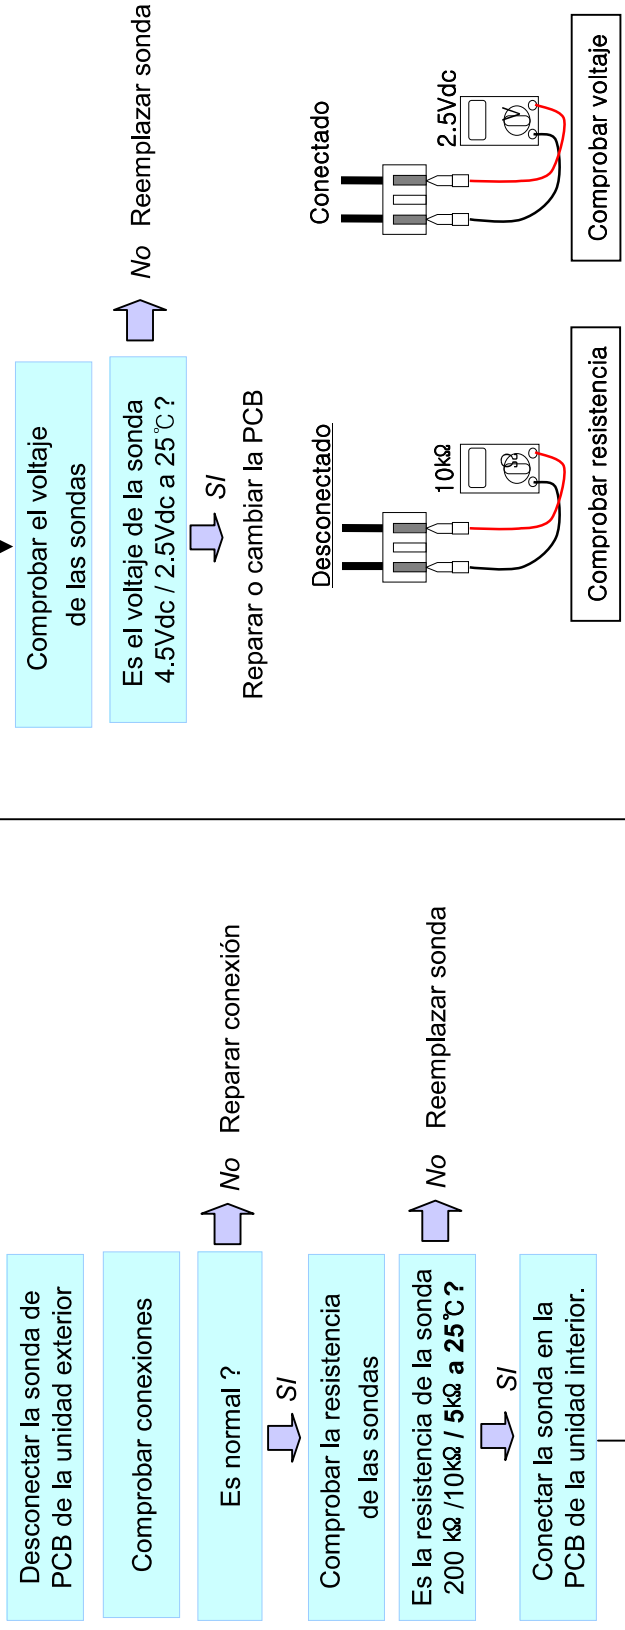 Desconectar la sonda de
PCB de la unidad exterior
Comprobar conexiones
Es normal ?
No Reparar conexión
SI
Comprobar la resistencia
de las sondas
Es la resistencia de la sonda
200 kΩ /10kΩ / 5kΩ a 25℃?
No Reemplazar sonda
SI
Conectar la sonda en la
PCB de la unidad interior.
Comprobar el voltaje
de las sondas
Es el voltaje de la sonda
4.5Vdc / 2.5Vdc a 25℃?
No Reemplazar sonda
SI
Reparar o cambiar la PCB
Desconectado
10kΩ
Ω
Comprobar resistencia
Conectado
2.5Vdc
V
Comprobar voltaje